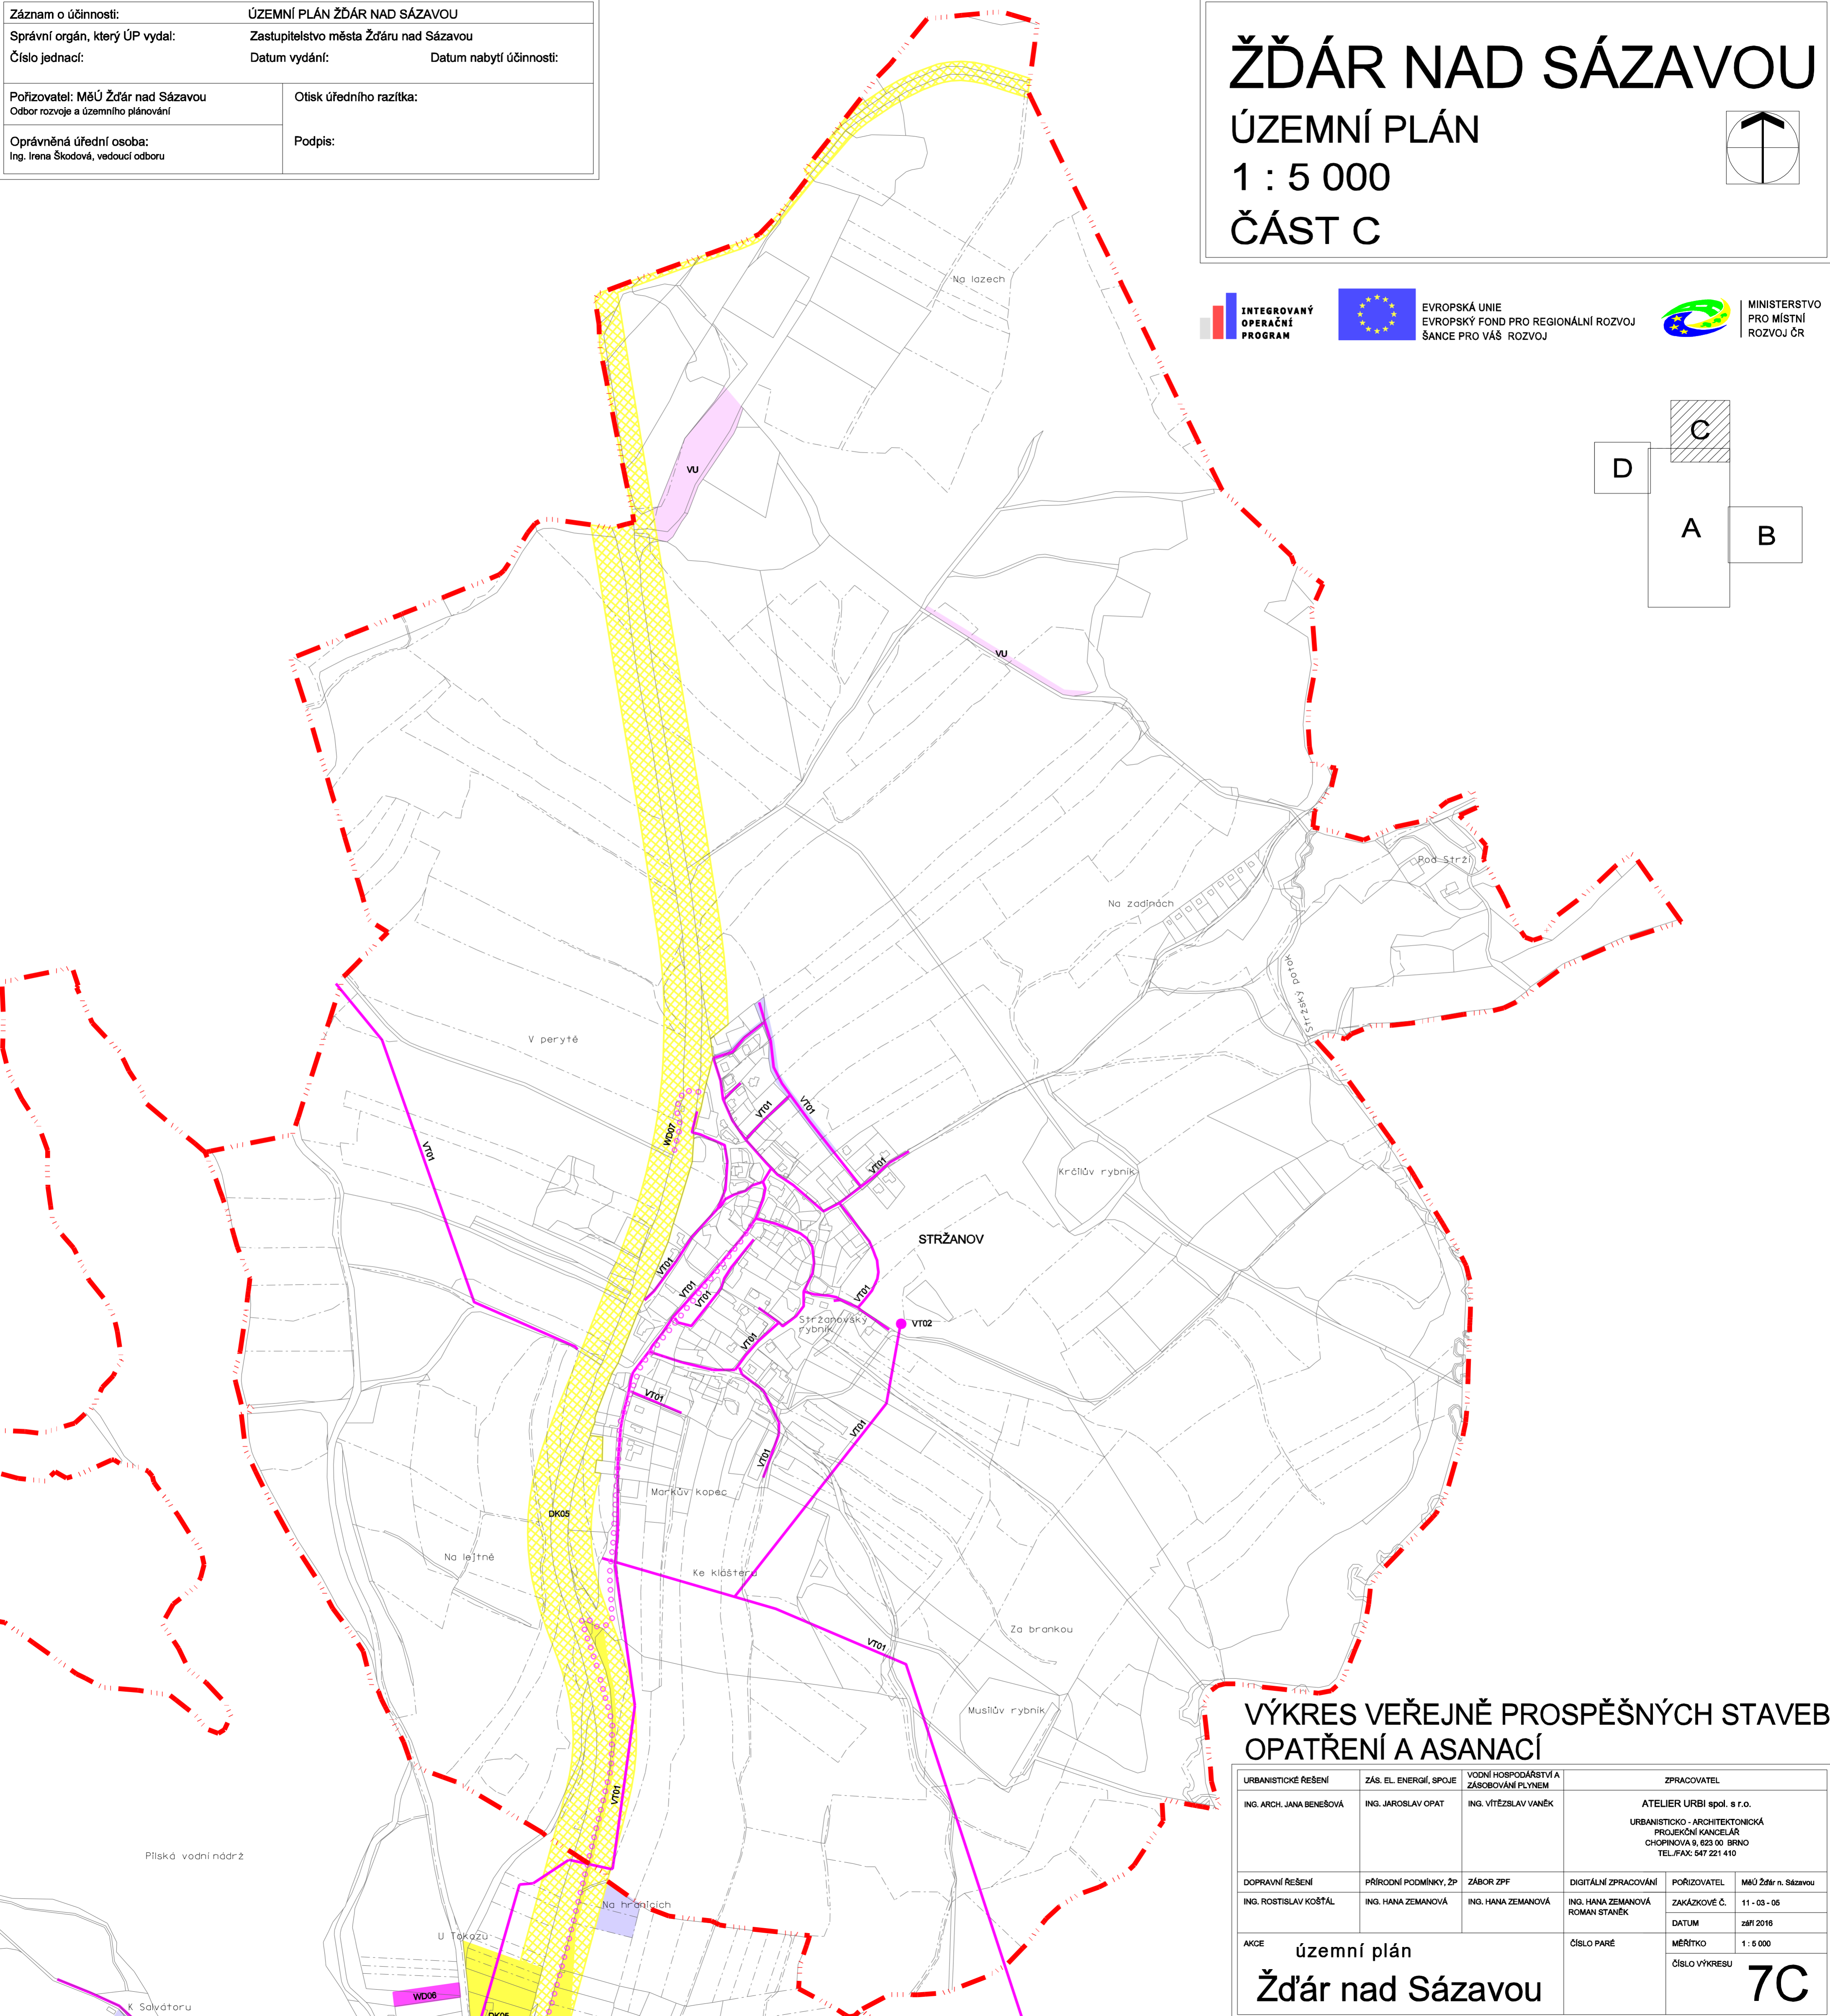 Záznam o účinnosti: ÚZEMNÍ PLÁN ŽĎÁR NAD SÁZAVOU
Správní orgán, který ÚP vydal: Zastupitelstvo města Žďáru nad Sázavou
Číslo jednací: Datum vydání: Datum nabytí účinnosti:
Pořizovatel: MěÚ Žďár nad Sázavou
Odbor rozvoje a územního plánování
Otisk úředního razítka:
Oprávněná úřední osoba:
Ing. Irena Škodová, vedoucí odboru
Podpis:
ŽĎÁR NAD SÁZAVOU
ÚZEMNÍ PLÁN
1 : 5 000
ČÁST C
INTEGROVANÝ
OPERAČNÍ
PROGRAM
EVROPSKÁ UNIE
EVROPSKÝ FOND PRO REGIONÁLNÍ ROZVOJ
ŠANCE PRO VÁŠ ROZVOJ
MINISTERSTVO
PRO MÍSTNÍ
ROZVOJ ČR
C
D
A
B
Na lazech
VU
VU
Pod Strží
Na zadinách
Stržský potok
V perytě
VT01
VT01
WD07
VT01
VT01
Krčilův rybník
STRŽANOV
VT01
VT01
VT01
VT01
Stržanovský
rybník
VT02
VT01
VT01
VT01
VT01
Markův kopec
DK05
Na lejtně
Ke klášteru
Za brankou
VT01
Musilův rybník
VT01
Pilská vodní nádrž
Na hranicích
U Tokozu
WD06
DK05
K Salvátoru
VÝKRES VEŘEJNĚ PROSPĚŠNÝCH STAVEB
OPATŘENÍ A ASANACÍ
URBANISTICKÉ ŘEŠENÍ
ZÁS. EL. ENERGIÍ, SPOJE
VODNÍ HOSPODÁŘSTVÍ A
ZÁSOBOVÁNÍ PLYNEM
ZPRACOVATEL
ING. ARCH. JANA BENEŠOVÁ
ING. JAROSLAV OPAT
ING. VÍTĚZSLAV VANĚK
ATELIER URBI spol. s r.o.
URBANISTICKO - ARCHITEKTONICKÁ
PROJEKČNÍ KANCELÁŘ
CHOPINOVA 9, 623 00 BRNO
TEL./FAX: 547 221 410
DOPRAVNÍ ŘEŠENÍ
PŘÍRODNÍ PODMÍNKY, ŽP
ZÁBOR ZPF
DIGITÁLNÍ ZPRACOVÁNÍ
POŘIZOVATEL
MěÚ Žďár n. Sázavou
ING. ROSTISLAV KOŠŤÁL
ING. HANA ZEMANOVÁ
ING. HANA ZEMANOVÁ
ING. HANA ZEMANOVÁ
ROMAN STANĚK
ZAKÁZKOVÉ Č.
11 - 03 - 05
DATUM
září 2016
AKCE
územní plán
Žďár nad Sázavou
ČÍSLO PARÉ
MĚŘÍTKO
1 : 5 000
ČÍSLO VÝKRESU
7C